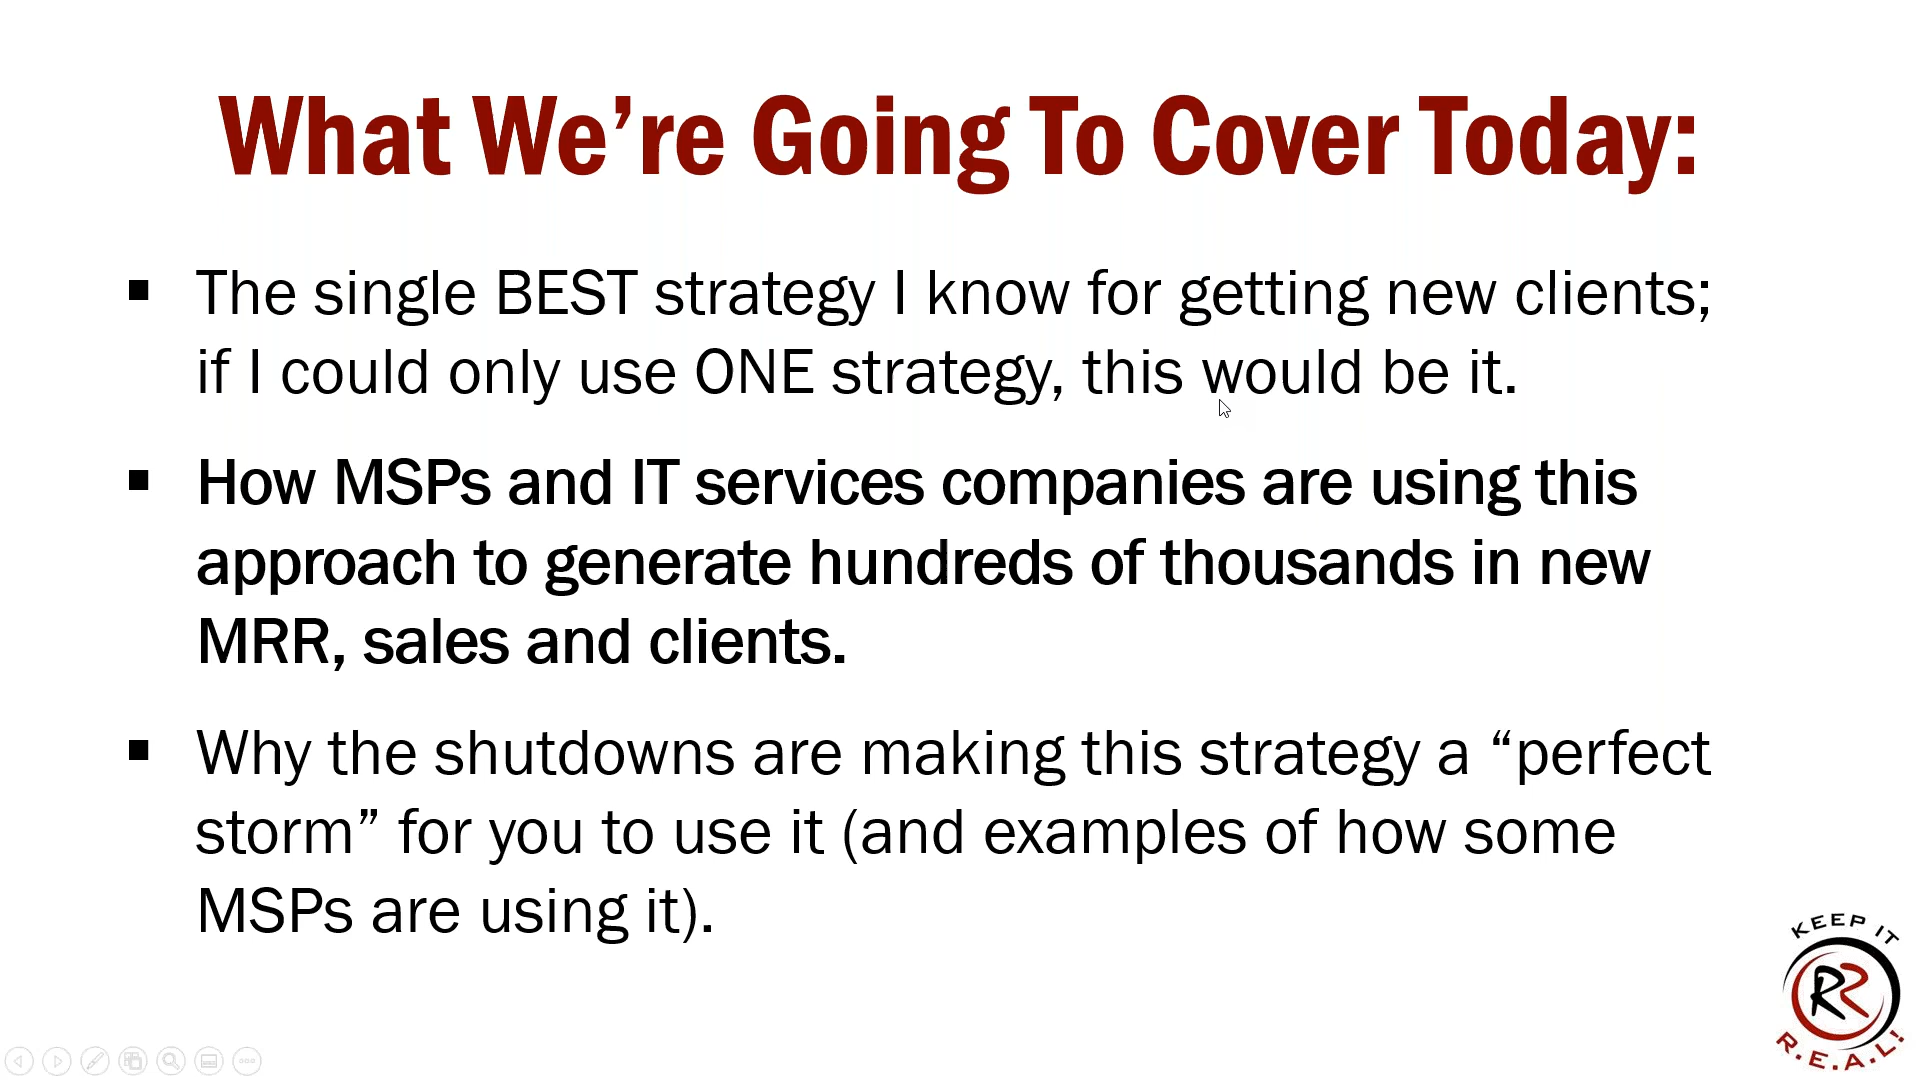 What We’re Going To Cover Today:
The single BEST strategy I know for getting new clients;
if I could only use ONE strategy, this would be it.
How MSPs and IT services companies are using this
approach to generate hundreds of thousands in new
MRR, sales and clients.
Why the shutdowns are making this strategy a “perfect
storm” for you to use it (and examples of how some
MSPs are using it).
KEEP IT
RR
R.E.A.L!